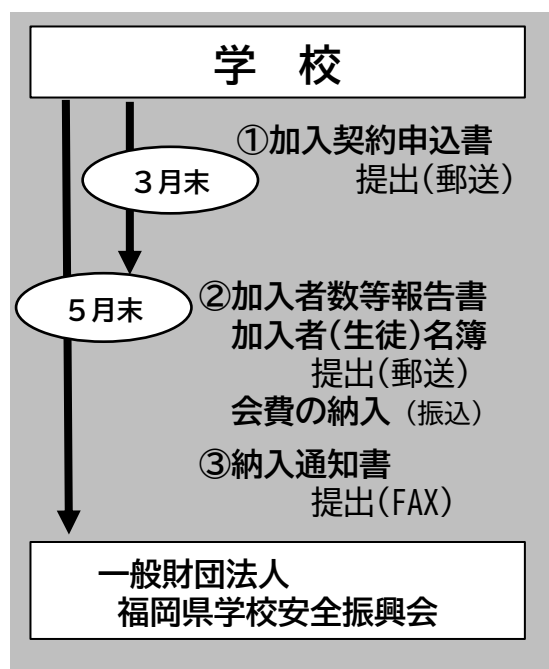 学 校
①加入契約申込書
提出(郵送)
3月末
5月末
②加入者数等報告書
加入者(生徒)名簿
提出(郵送)
会費の納入 (振込)
③納入通知書
提出(FAX)
一般財団法人
福岡県学校安全振興会